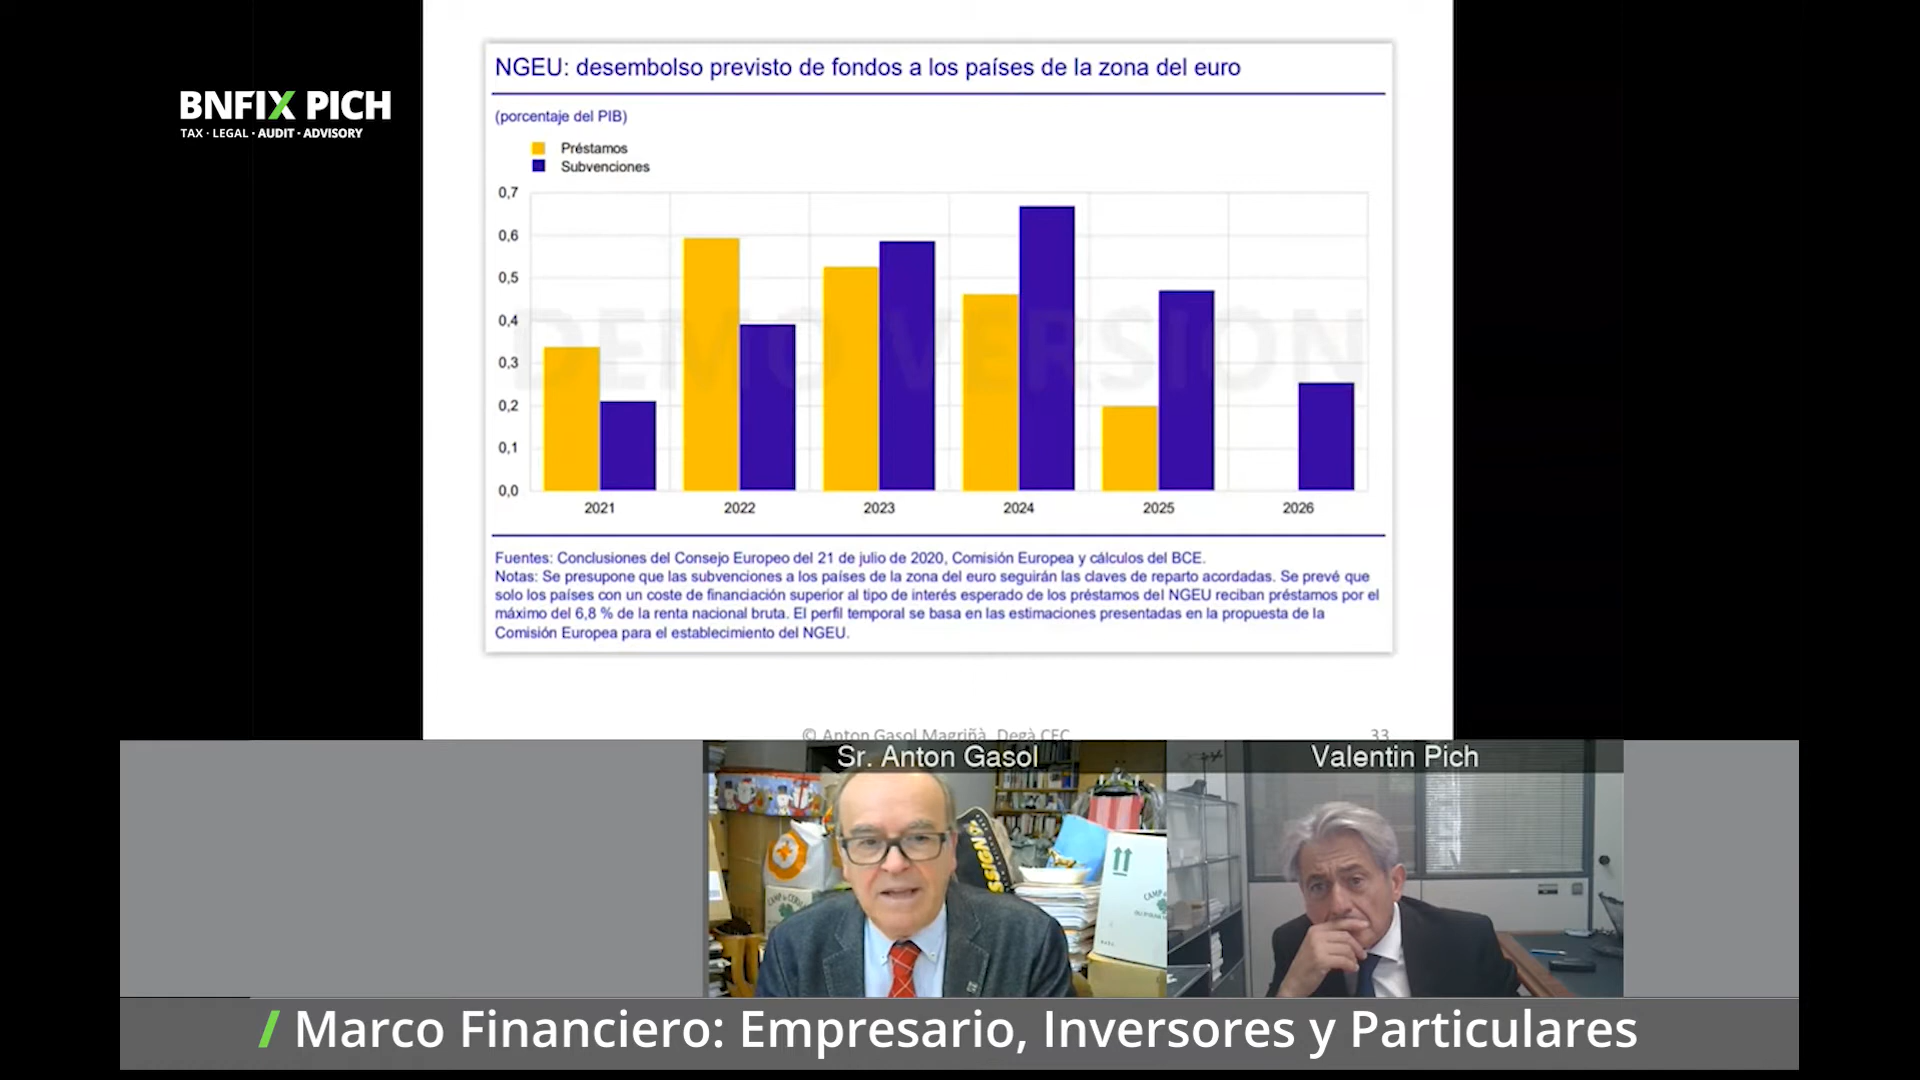 BNFIX PICH
TAX · LEGAL · AUDIT · ADVISORY
NGEU: desembolso previsto de fondos a los países de la zona del euro
(porcentaje del PIB)
Préstamos
Subvenciones
0,7
0,6
0,5
0,4
0,3
0,2
0,1
0,0
2021 2022 2023 2024 2025 2026
DEMO VERSION
Fuentes: Conclusiones del Consejo Europeo del 21 de julio de 2020, Comisión Europea y cálculos del BCE.
Notas: Se presupone que las subvenciones a los países de la zona del euro seguirán las claves de reparto acordadas. Se prevé que
solo los países con un coste de financiación superior al tipo de interés esperado de los préstamos del NGEU reciban préstamos por el
máximo del 6,8 % de la renta nacional bruta. El perfil temporal se basa en las estimaciones presentadas en la propuesta de la
Comisión Europea para el establecimiento del NGEU.
© Anton Gasol Magriñà. Degà CEC 33
Sr. Anton Gasol
Valentin Pich
/ Marco Financiero: Empresario, Inversores y Particulares